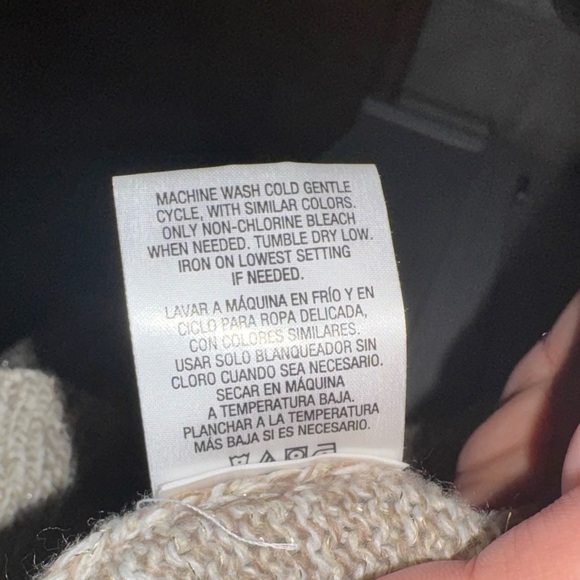 MACHINE WASH COLD GENTLE
CYCLE, WITH SIMILAR COLORS.
ONLY NON-CHLORINE BLEACH
WHEN NEEDED. TUMBLE DRY LOW.
IRON ON LOWEST SETTING
IF NEEDED.
LAVAR A MÁQUINA EN FRÍO Y EN
CICLO PARA ROPA DELICADA,
CON COLORES SIMILARES.
USAR SOLO BLANQUEADOR SIN
CLORO CUANDO SEA NECESARIO.
SECAR EN MÁQUINA
A TEMPERATURA BAJA.
PLANCHAR A LA TEMPERATURA
MÁS BAJA SI ES NECESARIO.